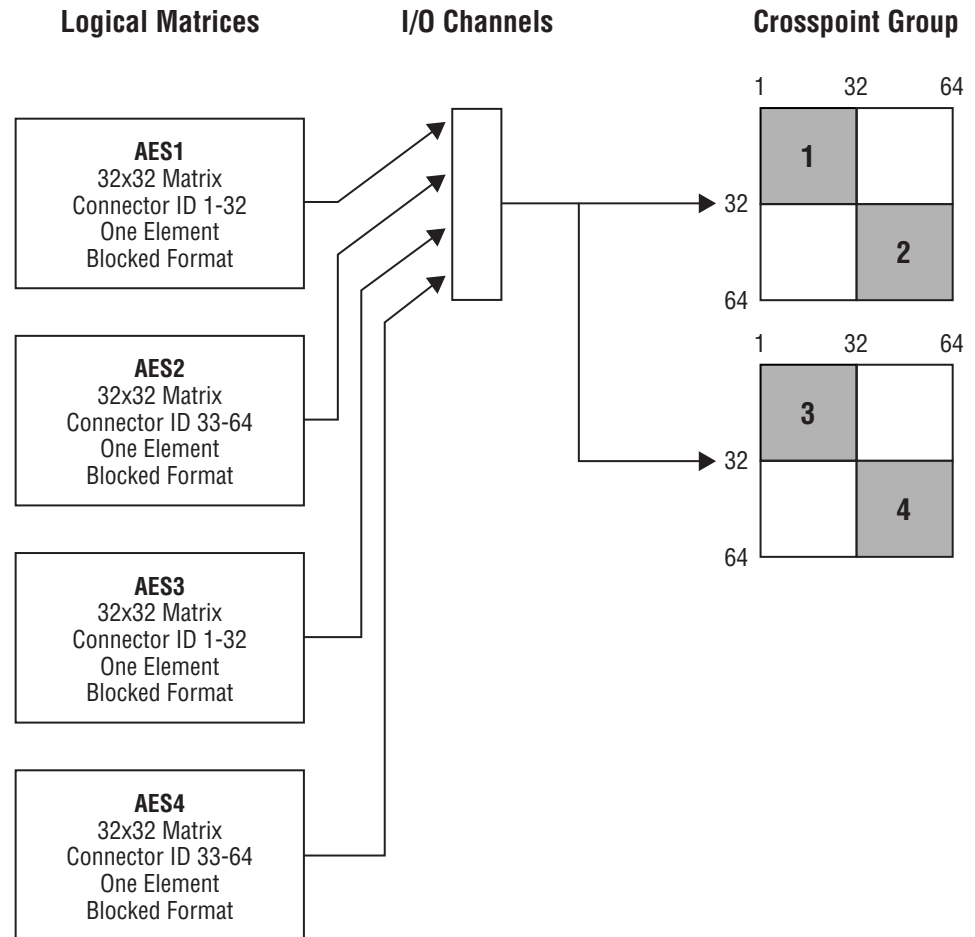 Logical Matrices
I/O Channels
Crosspoint Group
AES1
32x32 Matrix
Connector ID 1-32
One Element
Blocked Format
AES2
32x32 Matrix
Connector ID 33-64
One Element
Blocked Format
AES3
32x32 Matrix
Connector ID 1-32
One Element
Blocked Format
AES4
32x32 Matrix
Connector ID 33-64
One Element
Blocked Format
1 32 64
1
32
2
64
1 32 64
3
32
4
64